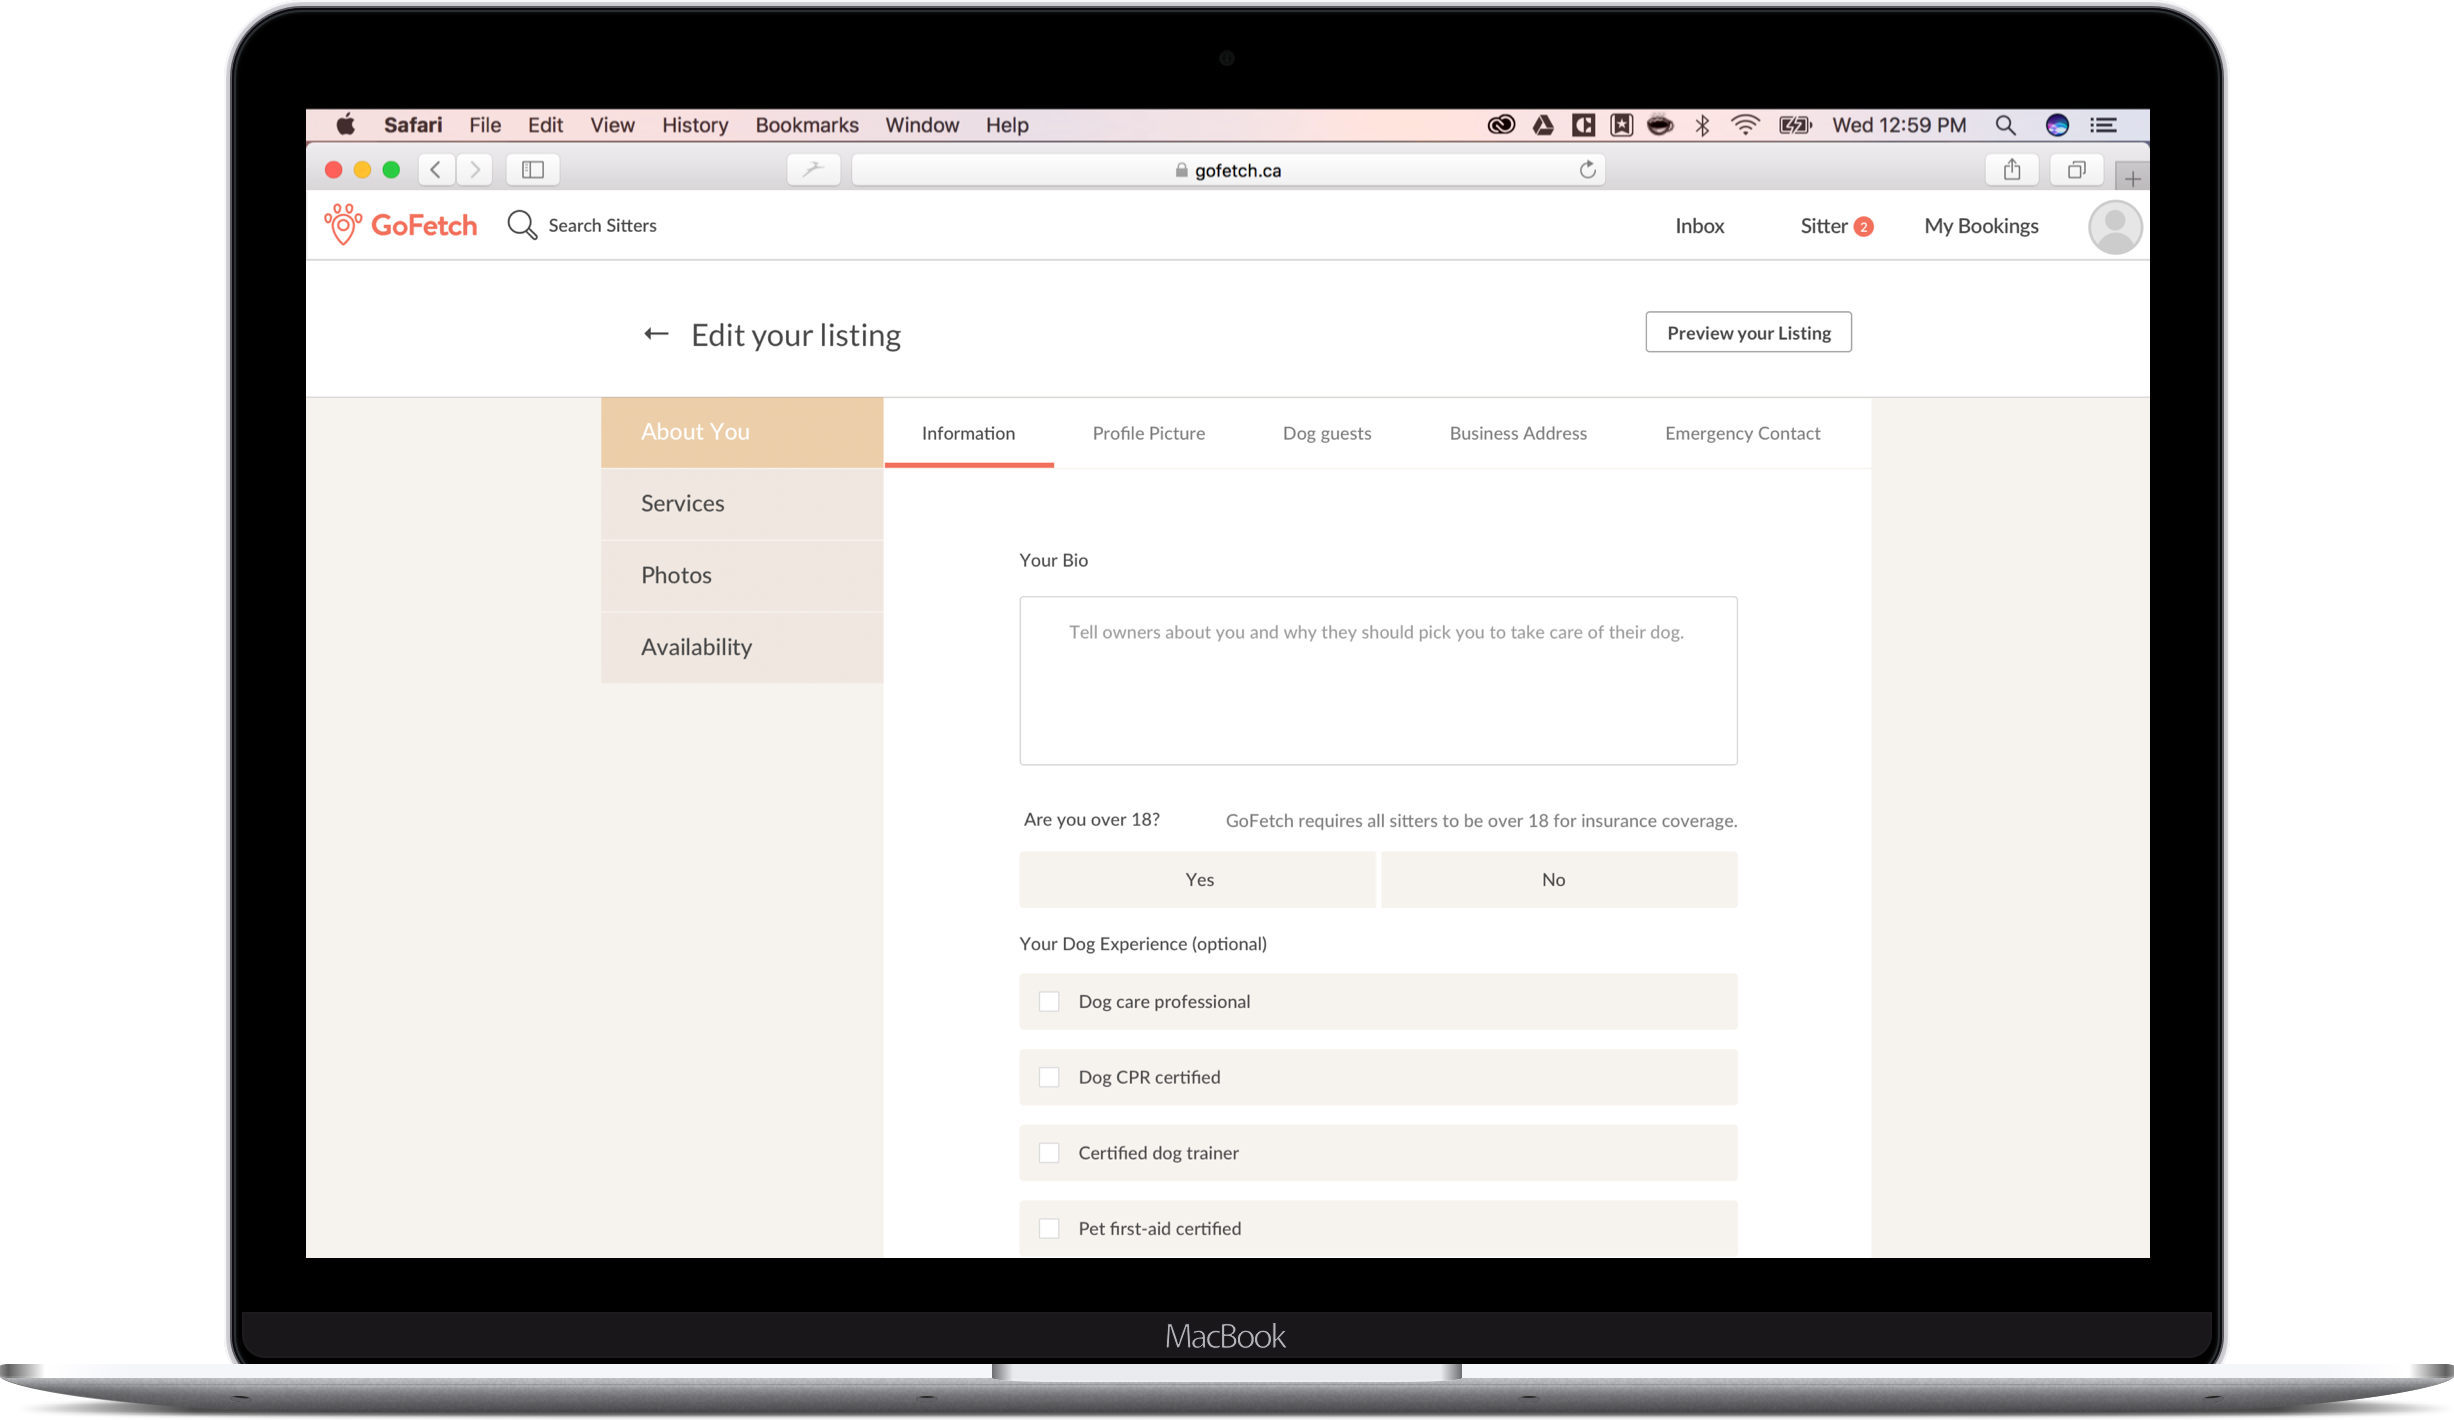 Safari File Edit View History Bookmarks Window Help Wed 12:59 PM
gofetch.ca
GoFetch Search Sitters Inbox Sitter 2 My Bookings
← Edit your listing Preview your Listing
About You Information Profile Picture Dog guests Business Address Emergency Contact
Services
Photos
Availability
Your Bio
Tell owners about you and why they should pick you to take care of their dog.
Are you over 18? GoFetch requires all sitters to be over 18 for insurance coverage.
Yes No
Your Dog Experience (optional)
Dog care professional
Dog CPR certified
Certified dog trainer
Pet first-aid certified
MacBook